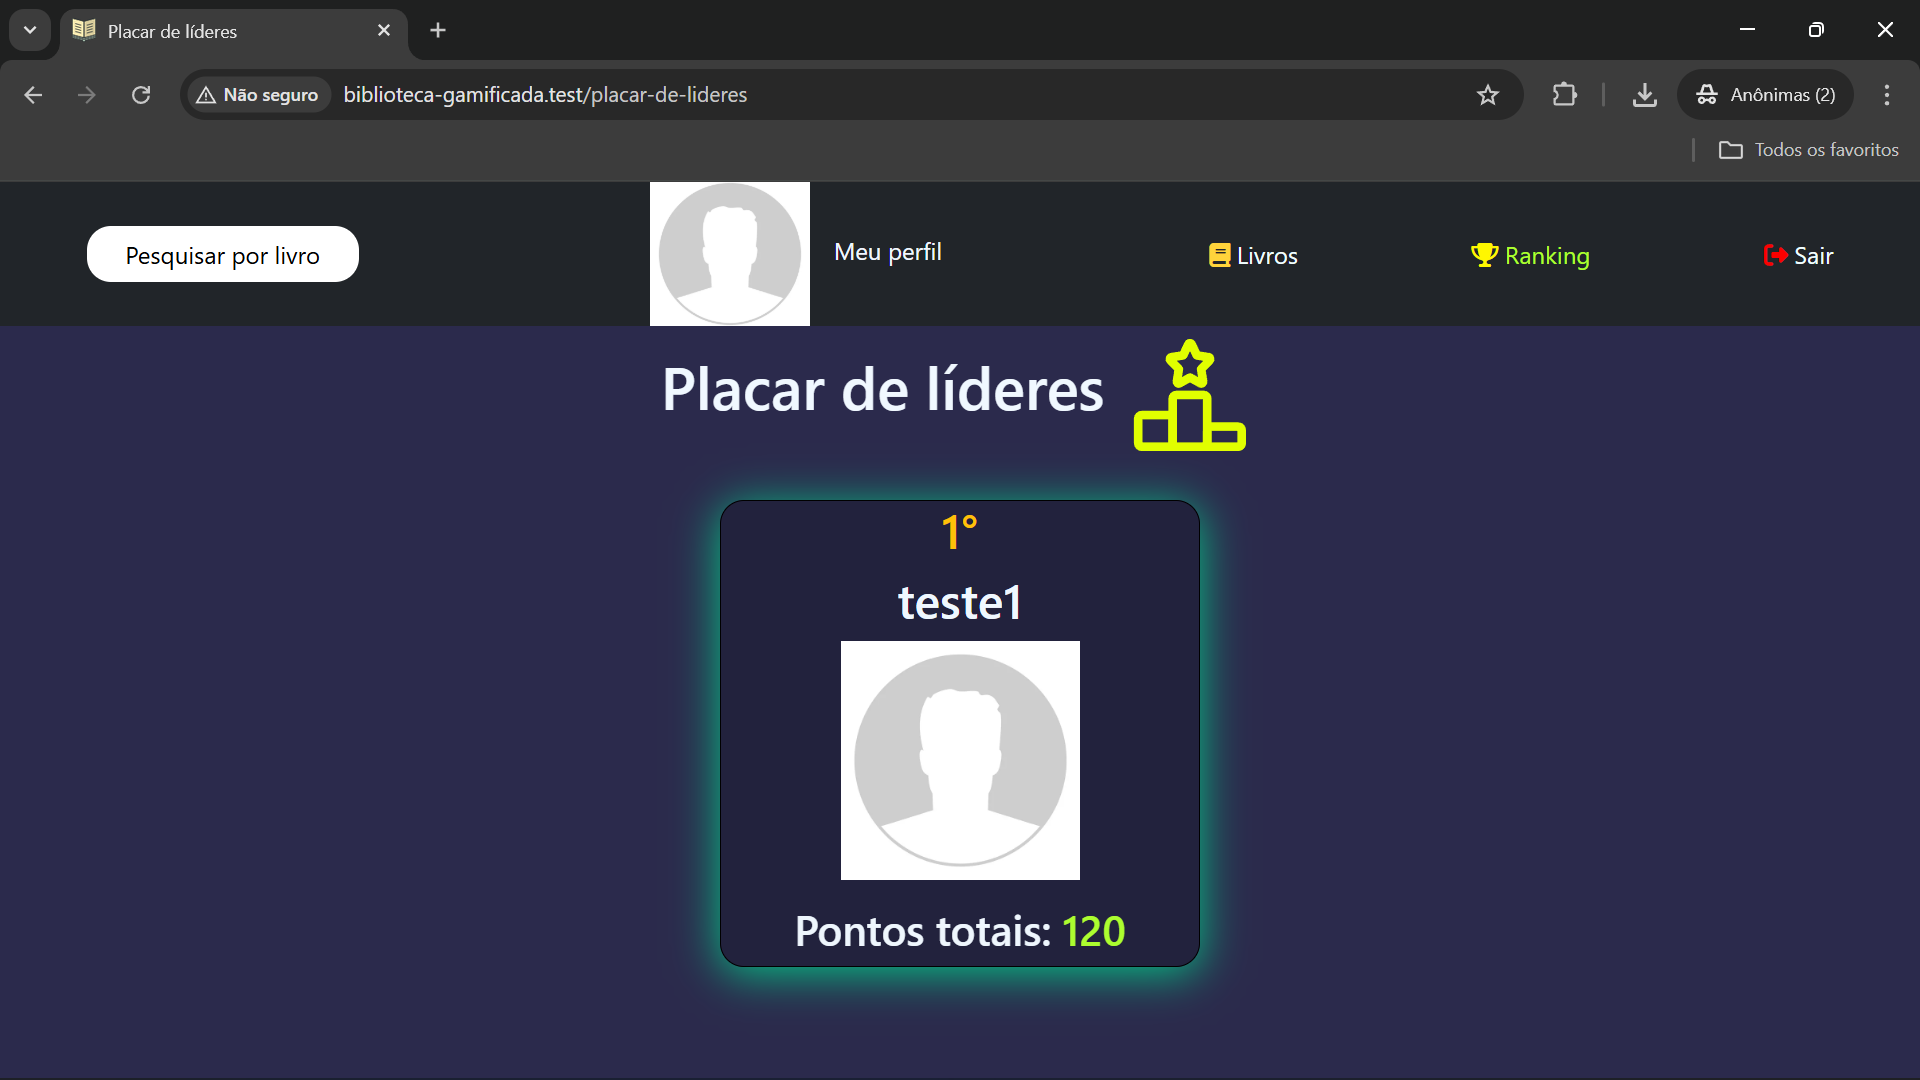 Placar de líderes
Não seguro
biblioteca-gamificada.test/placar-de-lideres
Anônimas (2)
Todos os favoritos
Pesquisar por livro
Meu perfil
Livros
Ranking
Sair
Placar de líderes
1°
teste1
Pontos totais: 120